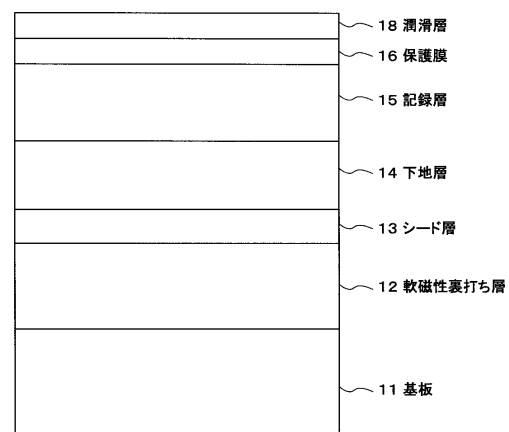 18 潤滑層
16 保護膜
15 記録層
14 下地層
13 シード層
12 軟磁性裏打ち層
11 基板